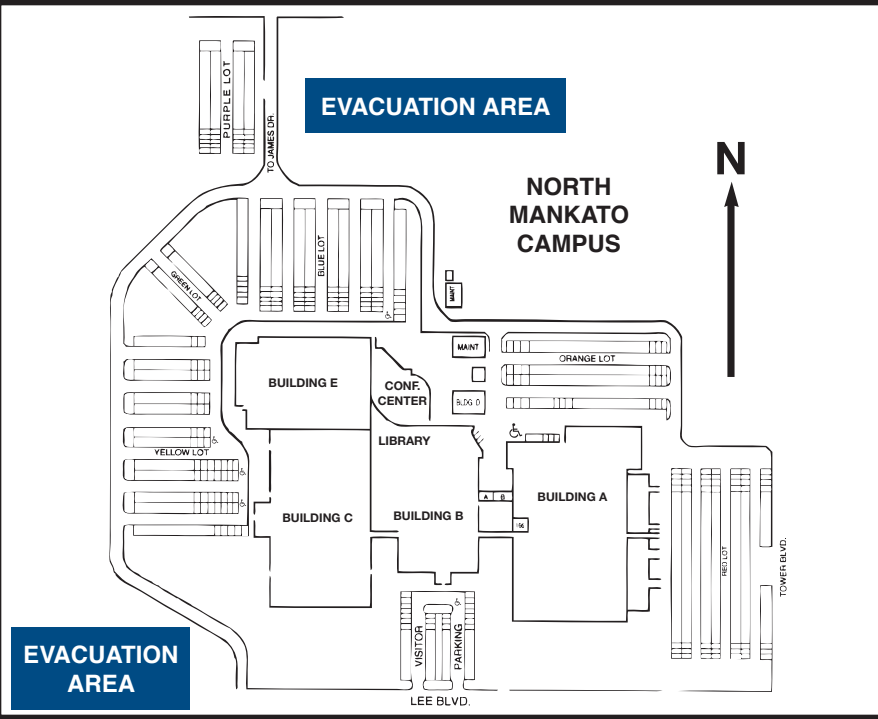 PURPLE LOT
TO JAMES DR.
EVACUATION AREA
N
NORTH
MANKATO
CAMPUS
BLUE LOT
GREEN LOT
MAINT
MAINT
ORANGE LOT
BUILDING E
CONF.
CENTER
BLDG. D
LIBRARY
YELLOW LOT
A B
BUILDING A
BUILDING C
BUILDING B
RED LOT
TOWER BLVD.
VISITOR
PARKING
EVACUATION
AREA
LEE BLVD.